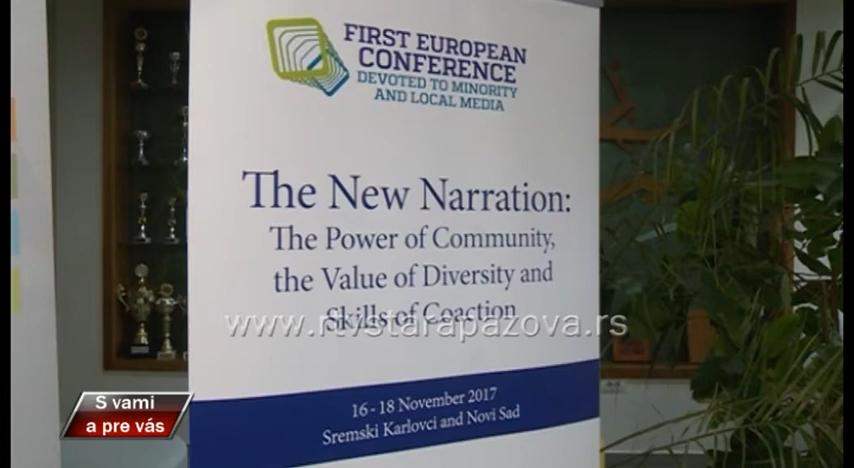 FIRST EUROPEAN
CONFERENCE
DEVOTED TO MINORITY
AND LOCAL MEDIA
The New Narration:
The Power of Community,
the Value of Diversity and
Skills of Coaction
www.rtvstarapazova.rs
16 - 18 November 2017
Sremski Karlovci and Novi Sad
S vami
a pre vás